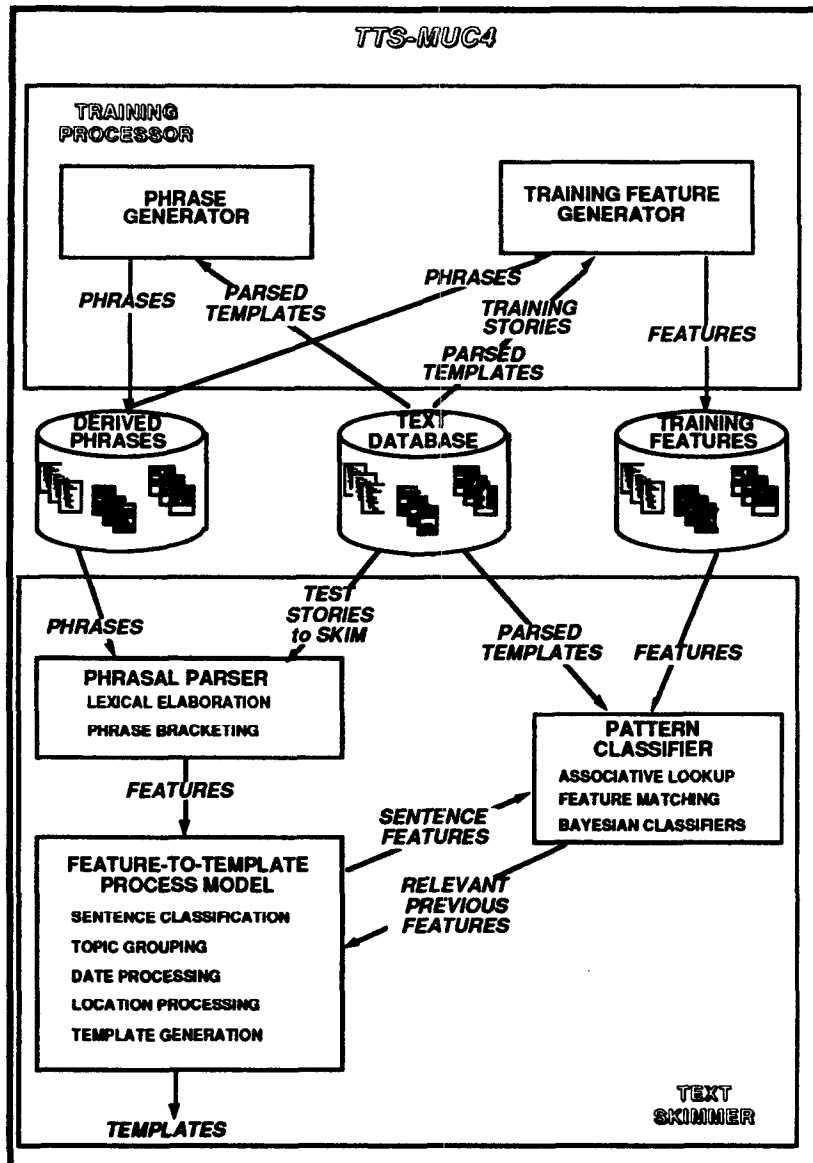 TTS-MUC4
TRAINING
PROCESSOR
PHRASE
GENERATOR
TRAINING FEATURE
GENERATOR
PHRASES
PARSED
TEMPLATES
PHRASES
TRAINING
STORIES
PARSED
TEMPLATES
FEATURES
DERIVED
PHRASES
TEXT
DATABASE
TRAINING
FEATURES
PHRASES
TEST
STORIES
to SKIM
PARSED
TEMPLATES
FEATURES
PHRASAL PARSER
LEXICAL ELABORATION
PHRASE BRACKETING
PATTERN
CLASSIFIER
ASSOCIATIVE LOOKUP
FEATURE MATCHING
BAYESIAN CLASSIFIERS
FEATURES
SENTENCE
FEATURES
FEATURE-TO-TEMPLATE
PROCESS MODEL
SENTENCE CLASSIFICATION
TOPIC GROUPING
DATE PROCESSING
LOCATION PROCESSING
TEMPLATE GENERATION
RELEVANT
PREVIOUS
FEATURES
TEXT
SKIMMER
TEMPLATES